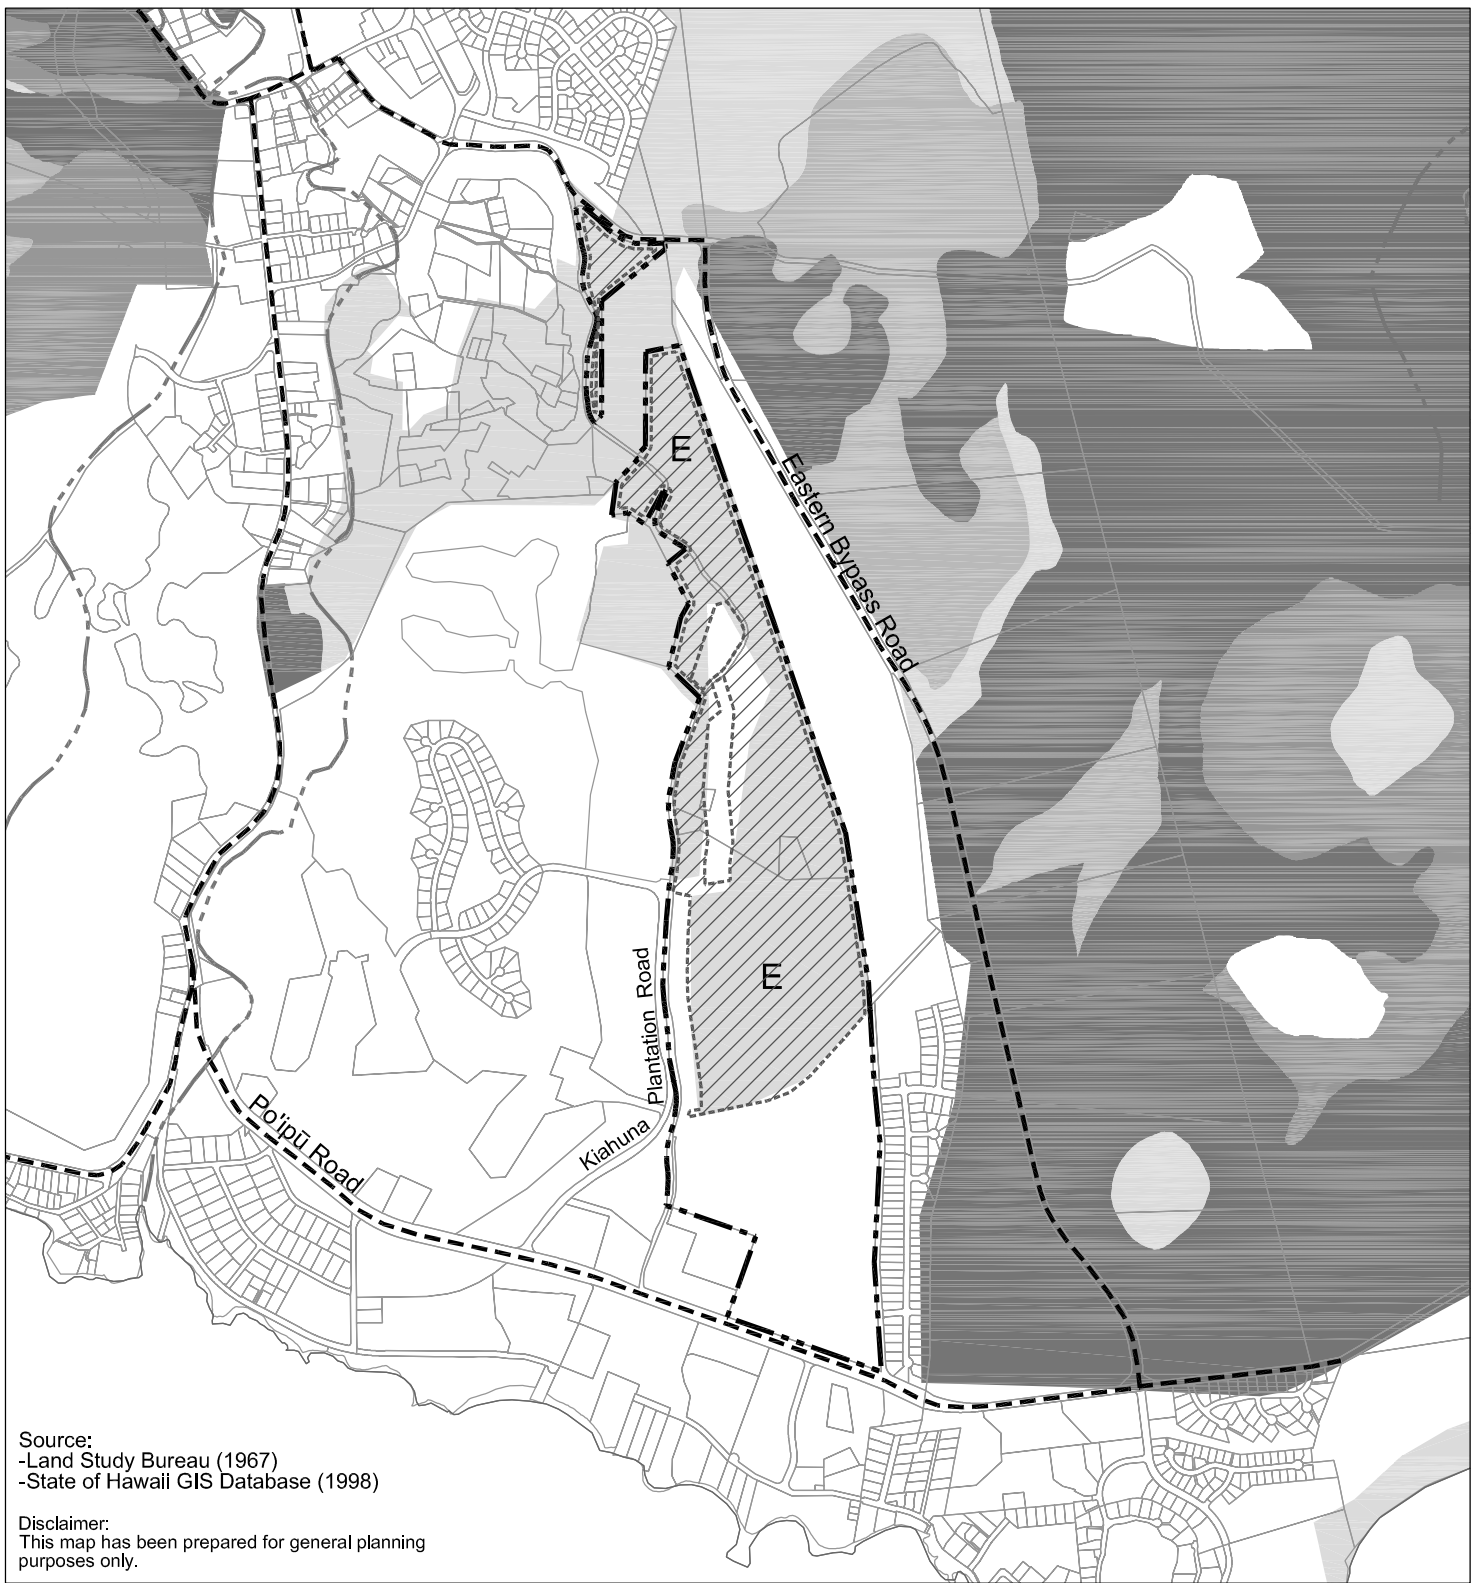 E
Eastern Bypass Road
E
Plantation Road
Kiahuna
Po'ipū Road
Source:
-Land Study Bureau (1967)
-State of Hawaii GIS Database (1998)
Disclaimer:
This map has been prepared for general planning
purposes only.